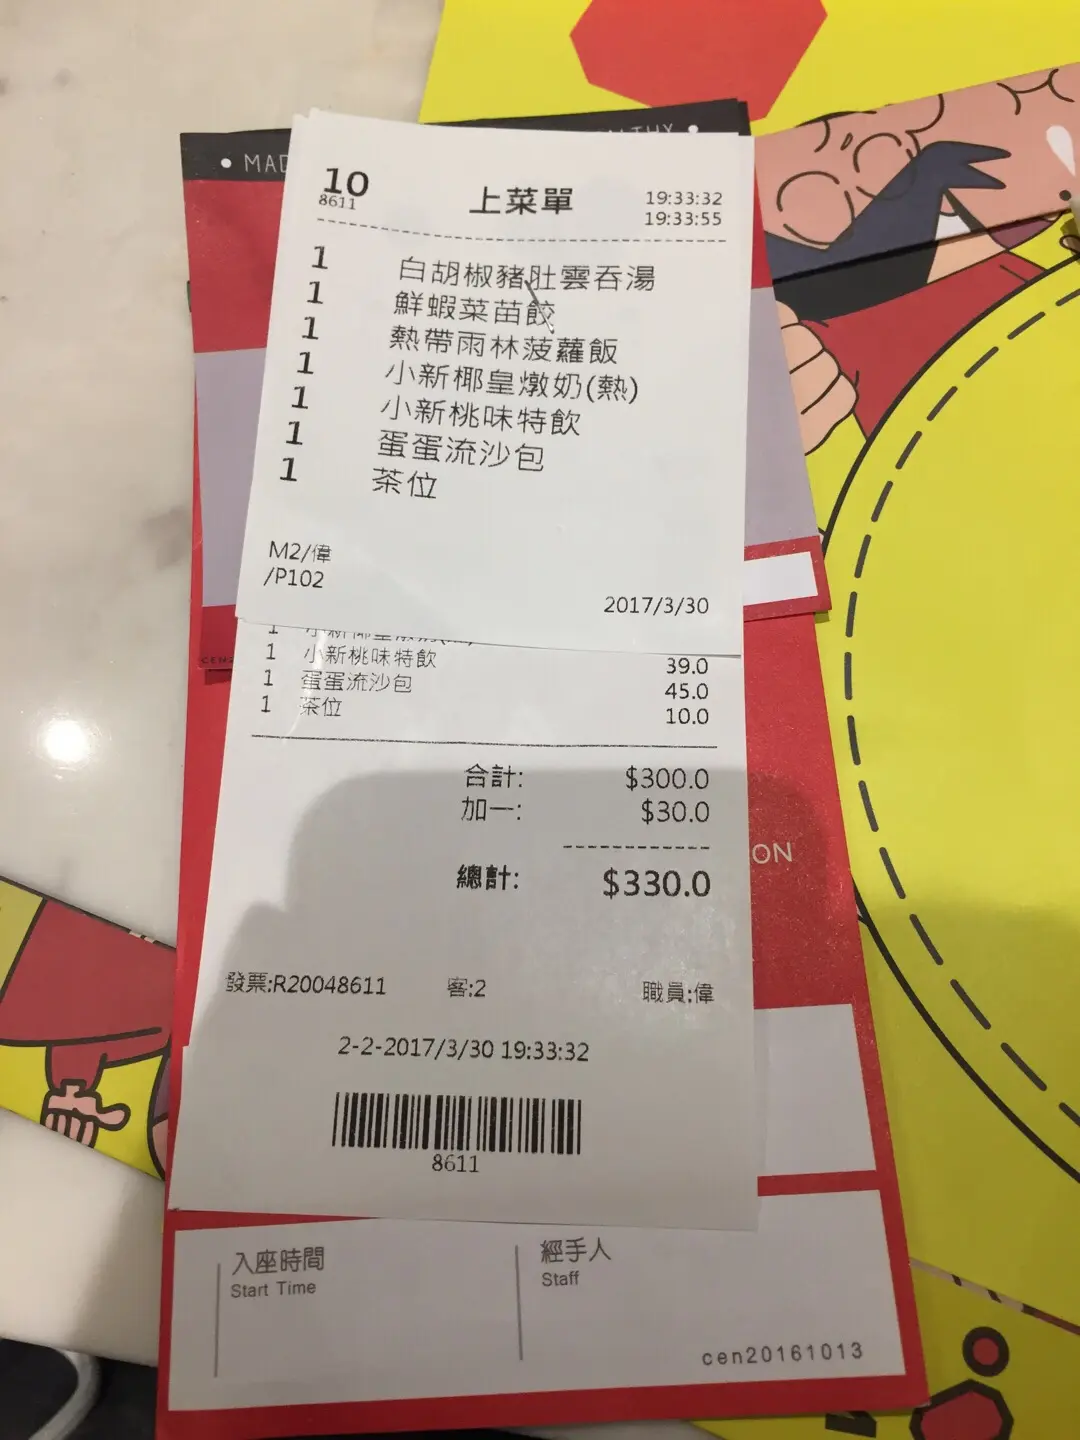 MAD
EALTHY
10
8611
上菜單
19:33:32
19:33:55
1 白胡椒豬肚雲吞湯
1 鮮蝦菜苗餃
1 熱帶雨林菠蘿飯
1 小新椰皇燉奶(熱)
1 小新桃味特飲
1 蛋蛋流沙包
1 茶位
M2/偉
/P102
2017/3/30
1 小新桃味特飲 39.0
1 蛋蛋流沙包 45.0
1 茶位 10.0
合計: $300.0
加一: $30.0
總計: $330.0
ON
發票:R20048611 客:2 職員:偉
2-2-2017/3/30 19:33:32
8611
入座時間
Start Time
經手人
Staff
cen20161013